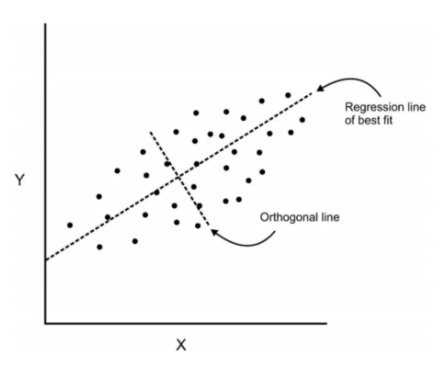 Regression line
of best fit
Y
Orthogonal line
X